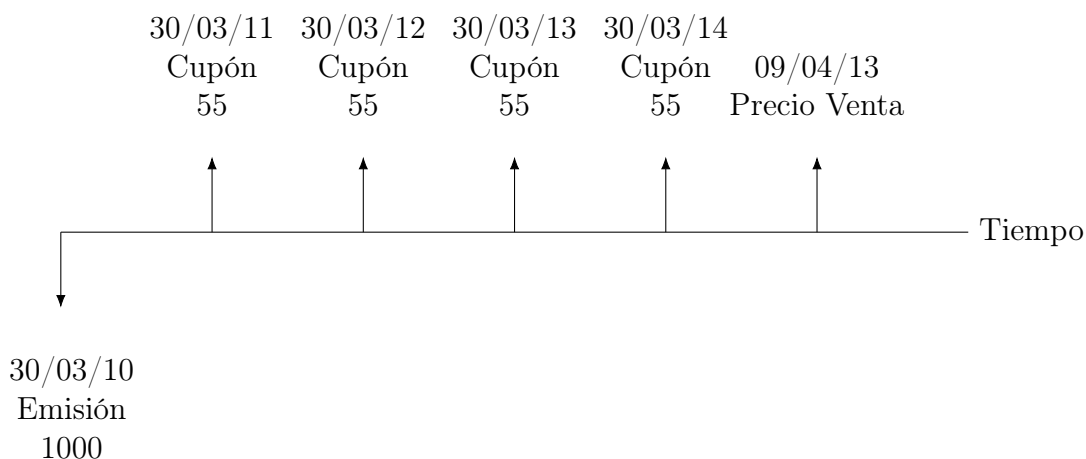 30/03/11 30/03/12 30/03/13 30/03/14
Cupón Cupón Cupón Cupón 09/04/13
55 55 55 55 Precio Venta
Tiempo
30/03/10
Emisión
1000